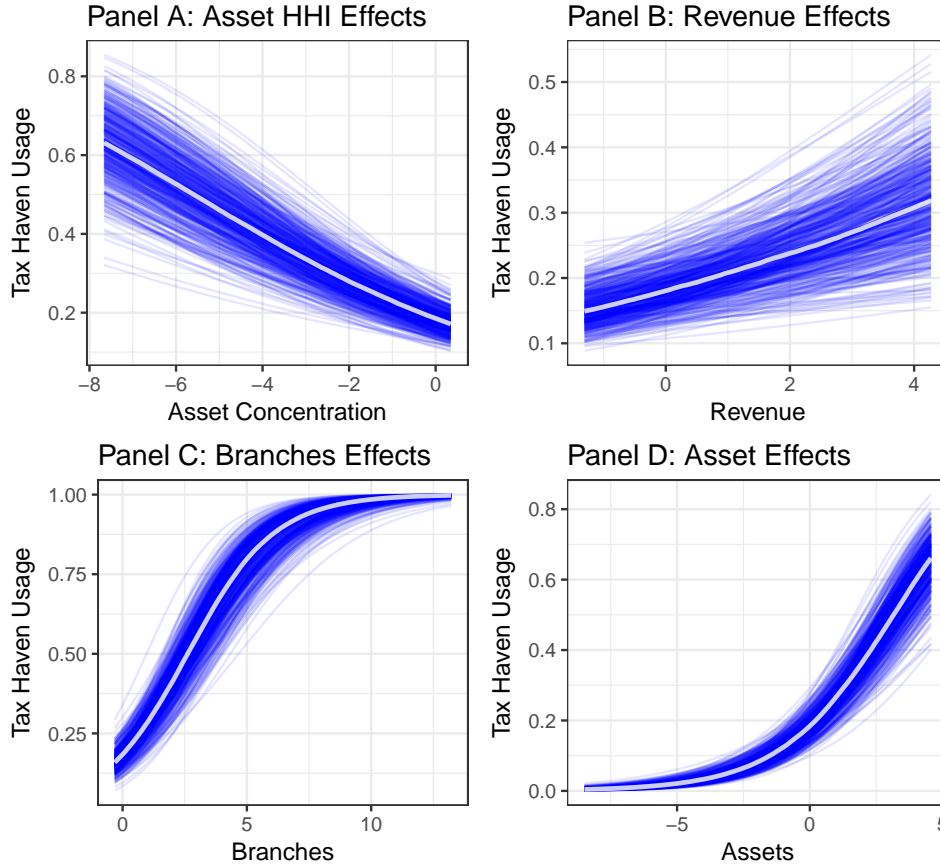 Panel A: Asset HHI Effects
Tax Haven Usage
0.8
0.6
0.4
0.2
−8
−6
−4
−2
0
Asset Concentration
Panel B: Revenue Effects
Tax Haven Usage
0.5
0.4
0.3
0.2
0.1
0
2
4
Revenue
Panel C: Branches Effects
Tax Haven Usage
1.00
0.75
0.50
0.25
0
5
10
Branches
Panel D: Asset Effects
Tax Haven Usage
0.8
0.6
0.4
0.2
0.0
−5
0
5
Assets